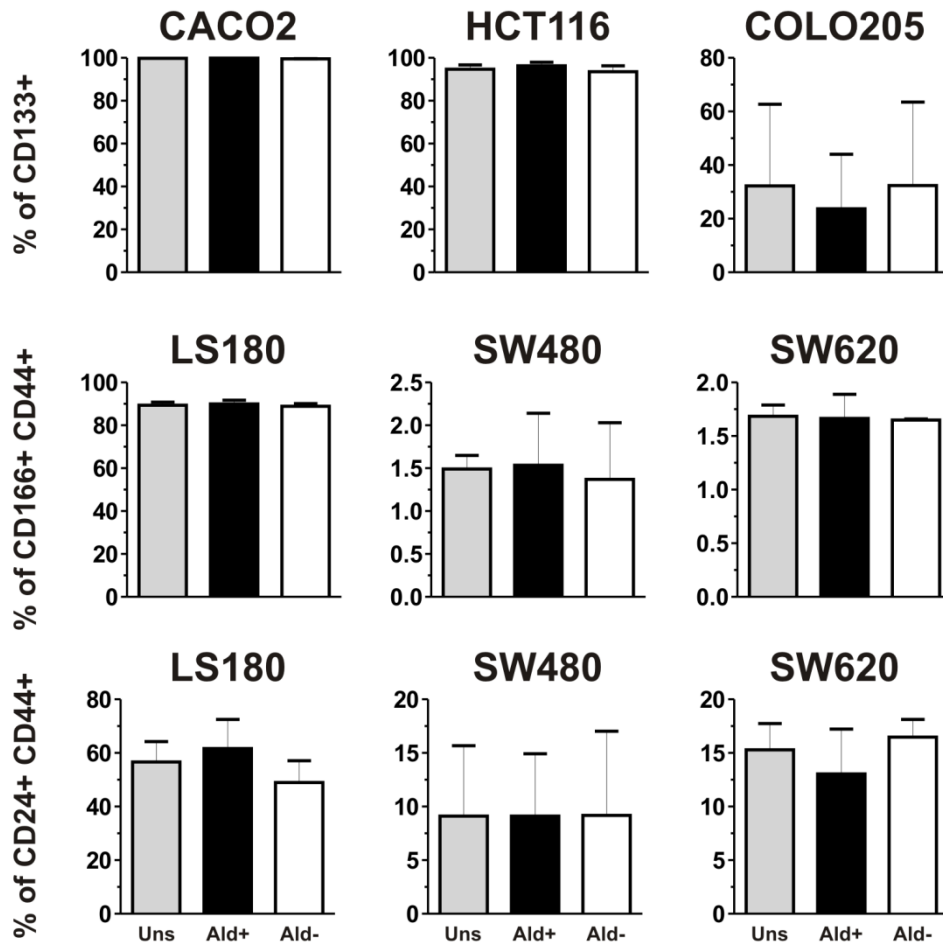 CACO2 HCT116 COLO205
% of CD133+
100 80 60 40 20 0
100 80 60 40 20 0
80 60 40 20 0
LS180 SW480 SW620
% of CD166+ CD44+
100 80 60 40 20 0
2.5 2.0 1.5 1.0 0.5 0.0
2.0 1.5 1.0 0.5 0.0
LS180 SW480 SW620
% of CD24+ CD44+
80 60 40 20 0
20 15 10 5 0
20 15 10 5 0
Uns Ald+ Ald- Uns Ald+ Ald- Uns Ald+ Ald-